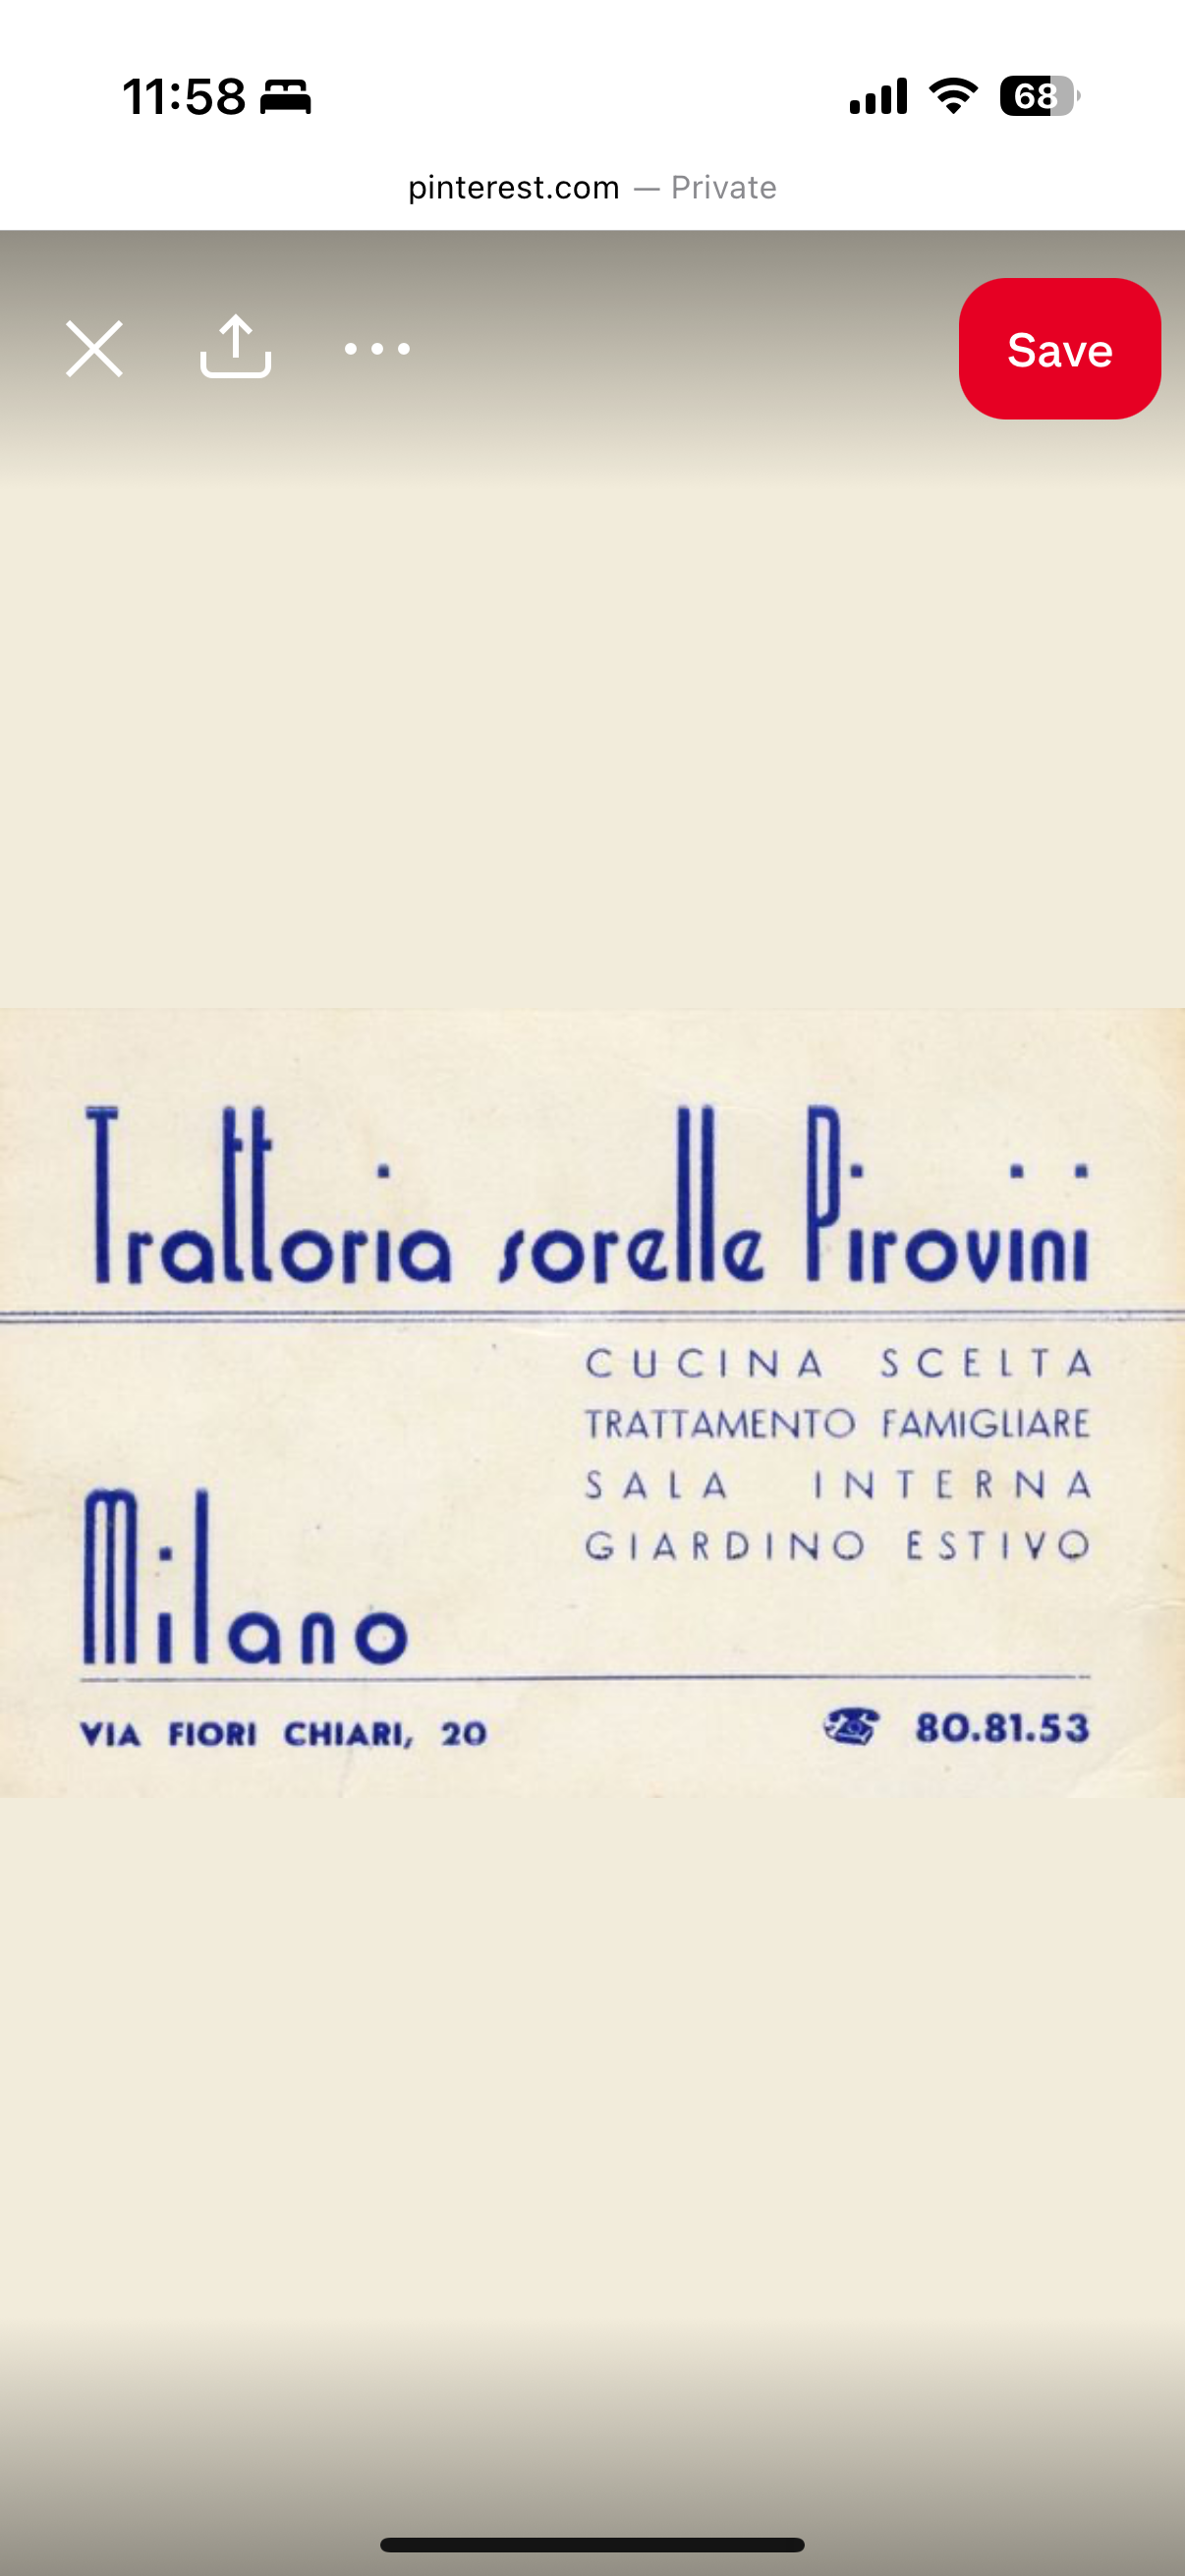 11:58
68
pinterest.com — Private
Save
Trattoria sorelle Pirovini
CUCINA SCELTA
TRATTAMENTO FAMIGLIARE
SALA INTERNA
GIARDINO ESTIVO
Milano
VIA FIORI CHIARI, 20
80.81.53